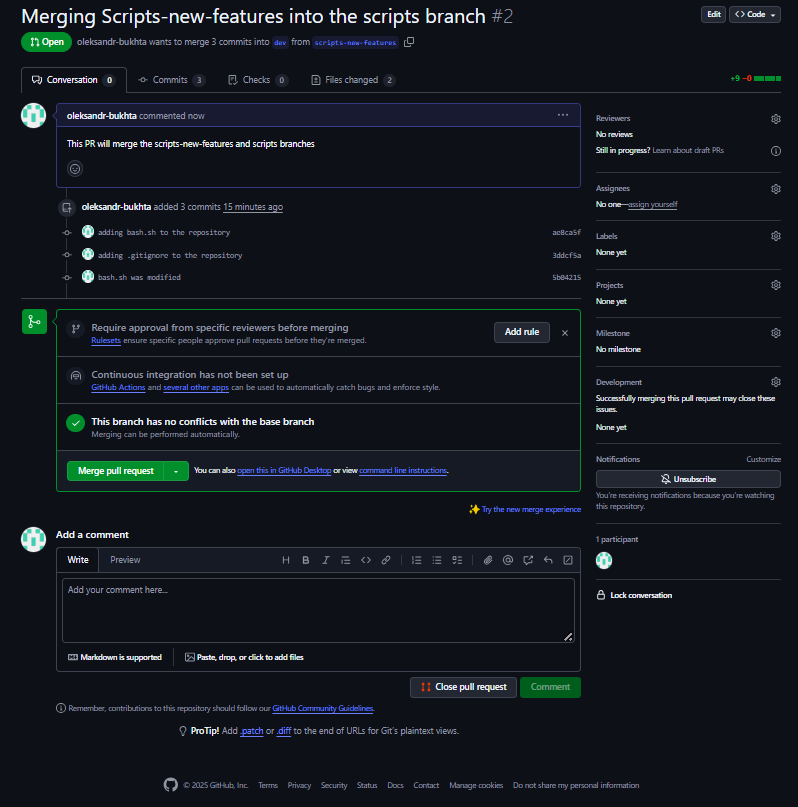 Merging Scripts-new-features into the scripts branch #2
Edit
<> Code
Open
oleksandr-bukhta wants to merge 3 commits into dev from scripts-new-features
Conversation 0
Commits 3
Checks 0
Files changed 2
+9 −0
oleksandr-bukhta commented now
This PR will merge the scripts-new-features and scripts branches
oleksandr-bukhta added 3 commits 15 minutes ago
adding bash.sh to the repository ae8ca5f
adding .gitignore to the repository 3ddcf5a
bash.sh was modified 5b04215
Require approval from specific reviewers before merging
Rulesets ensure specific people approve pull requests before they're merged.
Add rule
Continuous integration has not been set up
GitHub Actions and several other apps can be used to automatically catch bugs and enforce style.
This branch has no conflicts with the base branch
Merging can be performed automatically.
Merge pull request
You can also open this in GitHub Desktop or view command line instructions.
Try the new merge experience
Add a comment
Write
Preview
Add your comment here...
Markdown is supported
Paste, drop, or click to add files
Close pull request
Comment
Remember, contributions to this repository should follow our GitHub Community Guidelines.
ProTip! Add .patch or .diff to the end of URLs for Git's plaintext views.
Reviewers
No reviews
Still in progress? Learn about draft PRs
Assignees
No one—assign yourself
Labels
None yet
Projects
None yet
Milestone
No milestone
Development
Successfully merging this pull request may close these
issues.
None yet
Notifications
Customize
Unsubscribe
You're receiving notifications because you're watching
this repository.
1 participant
Lock conversation
© 2025 GitHub, Inc.
Terms
Privacy
Security
Status
Docs
Contact
Manage cookies
Do not share my personal information